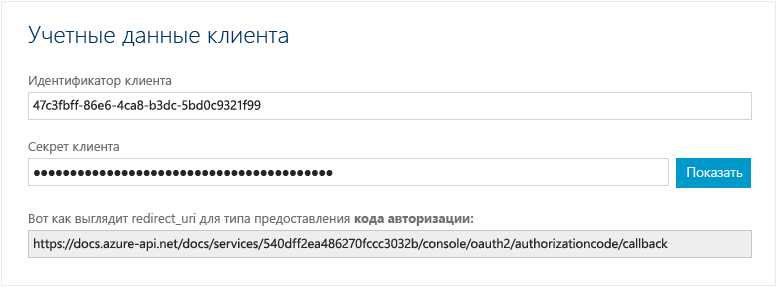 Учетные данные клиента
Идентификатор клиента
47c3fbff-86e6-4ca8-b3dc-5bd0c9321f99
Секрет клиента
●●●●●●●●●●●●●●●●●●●●●●●●●●●●●●●●●●●●●●●●●●● Показать
Вот как выглядит redirect_uri для типа предоставления кода авторизации:
https://docs.azure-api.net/docs/services/540dff2ea486270fccc3032b/console/oauth2/authorizationcode/callback